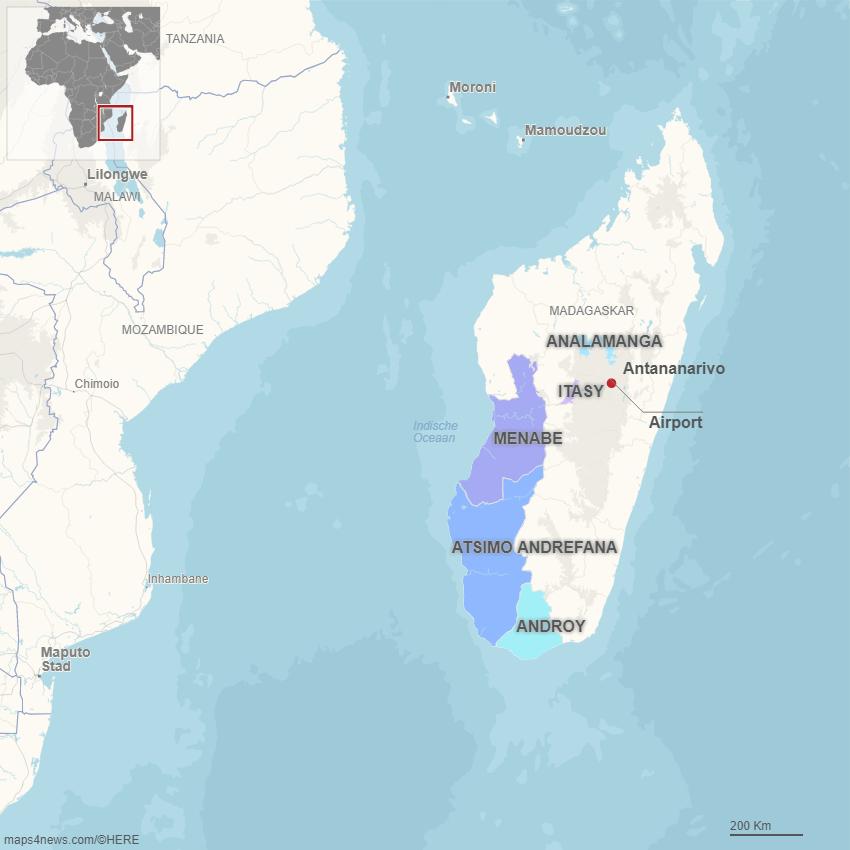 TANZANIA
Moroni
Mamoudzou
Lilongwe
MALAWI
MADAGASKAR
MOZAMBIQUE
ANALAMANGA
Antananarivo
Chimoio
ITASY
Airport
Indische
Oceaan
MENABE
ATSIMO ANDREFANA
Inhambane
ANDROY
Maputo
Stad
200 Km
maps4news.com/©HERE